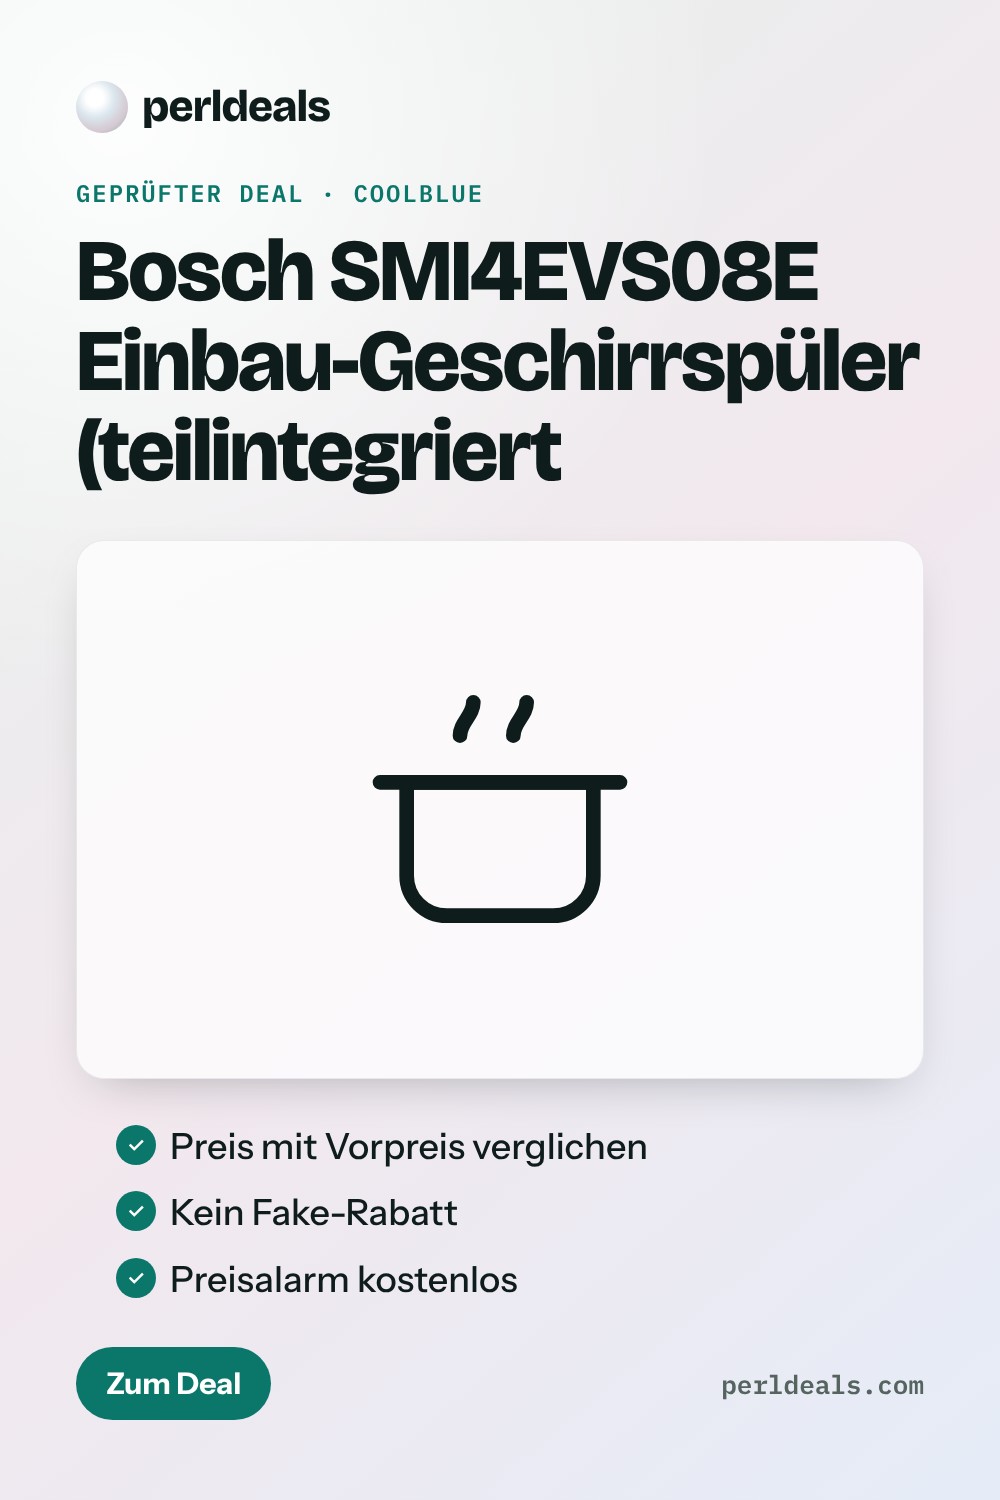 perldeals
GEPRÜFTER DEAL · COOLBLUE
Bosch SMI4EVS08E
Einbau-Geschirrspüler
(teilintegriert
Preis mit Vorpreis verglichen
Kein Fake-Rabatt
Preisalarm kostenlos
Zum Deal
perldeals.com